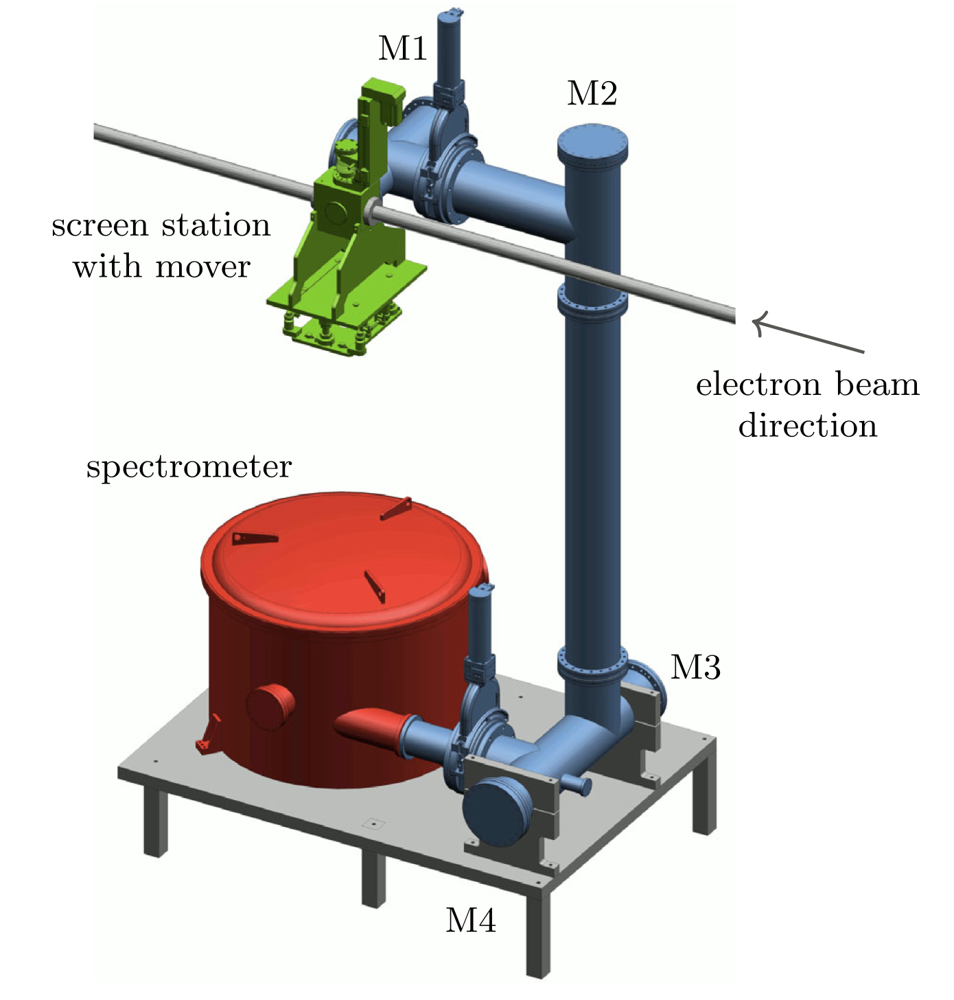 M1
M2
screen station
with mover
electron beam
direction
spectrometer
M3
M4